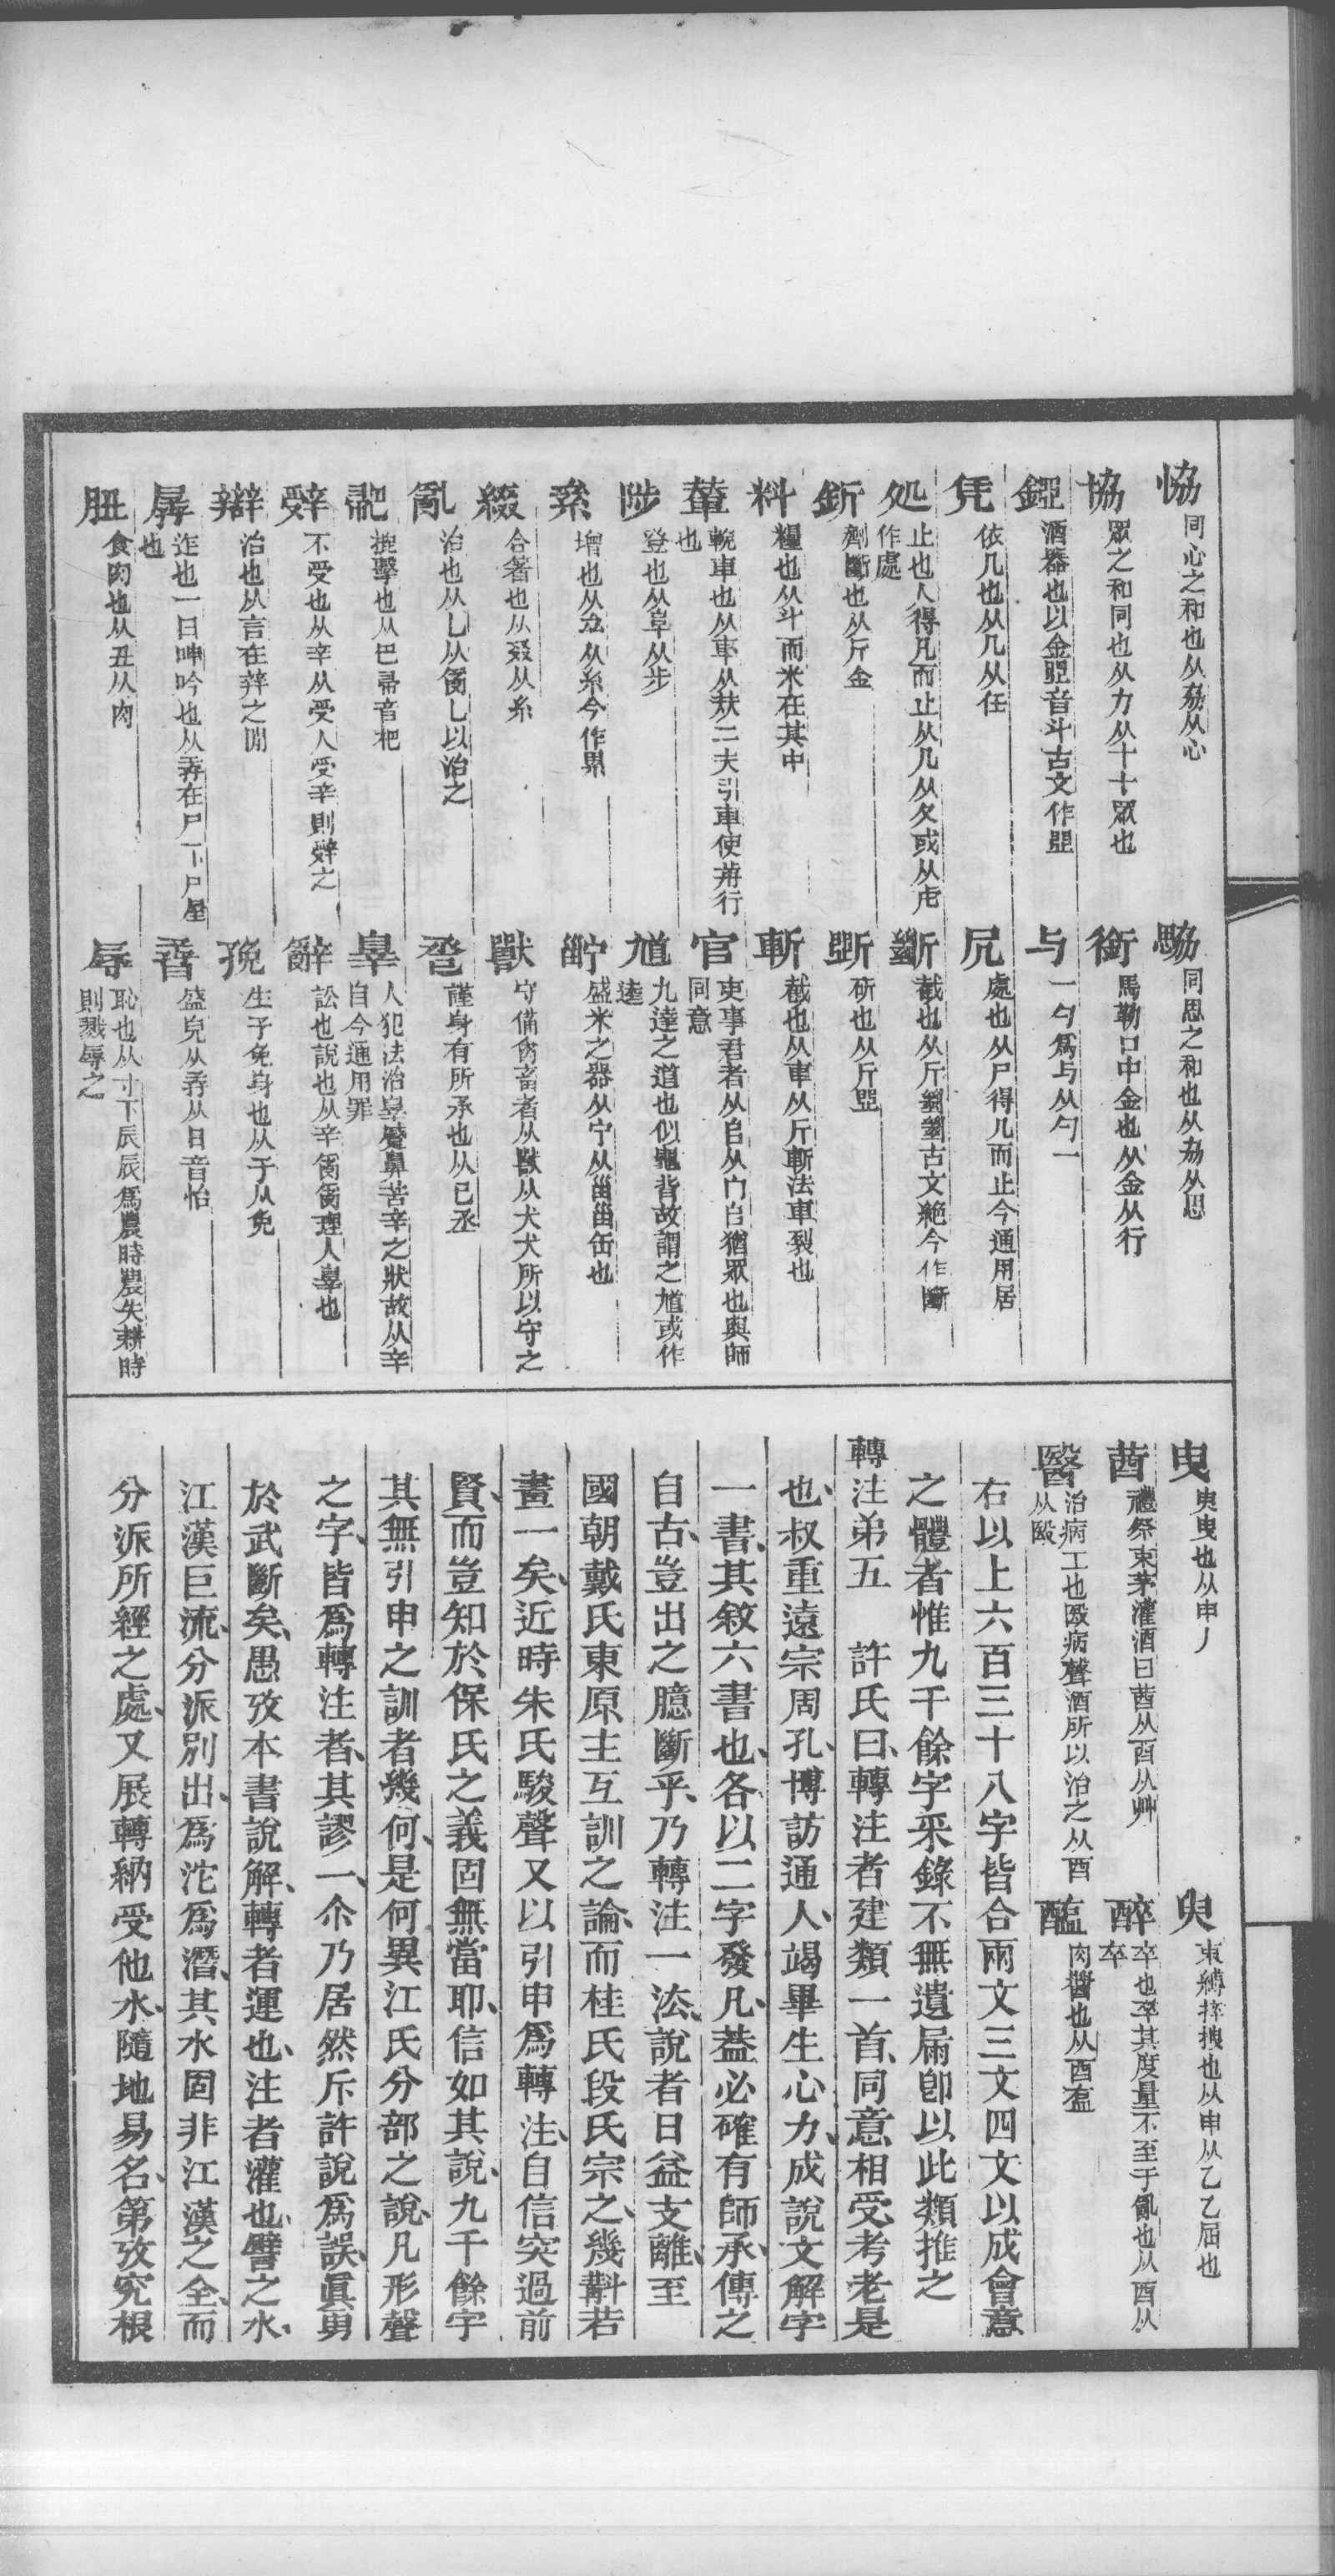 恊同心之和也从劦从心
勰同思之和也从劦从思
協眾之和同也从力从十十眾也
銜馬勒口中金也从金从行
鋞酒器也以金𠁁音斗古文作𠁁
与一勺爲与从勺一
凭依几也从几从任
凥處也从尸得几而止今通用居
処止也人得几而止从几从夂或从虍作處
斷截也从斤𢇍𢇍古文絶今作斷
釿劑斷也从斤金
斲斫也从斤𠁁
料糧也从斗而米在其中
斬截也从車从斤斬法車裂也
輦輓車也从車从㚘二夫引車使并行也
官吏事君者从𠂤从冖𠂤猶眾也與師同意
陟登也从𨸏从步
馗九達之道也似龜背故謂之馗或作逵
絫增也从厽从糸今作累
䍆盛米之器从宁从甾甾缶也
綴合箸也从叕从糸
獸守備禽畜者从嘼从犬犬所以守之
亂治也从乚从𤔔乚以治之
巹謹身有所承也从己丞
𢁺捝擊也从巴帚音杷
辠人犯法治辠蹙鼻苦辛之狀故从辛自今通用罪
辤不受也从辛从受人受辛則辤之
辭訟也說也从辛𤔔𤔔理人辠也
辯治也从言在辡之閒
㝃生子免身也从子从免
孱迮也一曰呻吟也从孨在尸下尸屋也
孴盛皃从孨从日音怡
䏔食肉也从丑从肉
辱恥也从寸下辰辰爲農時農失耕時則戮辱之
曳臾曳也从申丿
臾束縛捽抴也以申从乙乙屈也
莤禮祭束茅灌酒曰莤从酉从艸
醉卒也卒其度量不至于亂也从酉从卒
醫治病工也殹病聲酒所以治之从酉从殹
醢肉醬也从酉𥁓
右以上六百三十八字皆合兩文三文四文以成會意
之體者惟九千餘字采錄不無遺屚卽以此類推之
轉注弟五　許氏曰轉注者建類一首同意相受考老是
也叔重遠宗周孔博訪通人竭畢生心力成說文解字
一書其敘六書也各以二字發凡葢必確有師承傳之
自古豈出之臆斷乎乃轉注一㳒說者日益支離至
國朝戴氏東原主互訓之論而桂氏段氏宗之幾斠若
畫一矣近時朱氏駿聲又以引申爲轉注自信突過前
賢而豈知於保氏之義固無當耶信如其說九千餘字
其無引申之訓者幾何是何異江氏分部之說凡形聲
之字皆爲轉注者其謬一尒乃居然斥許說爲誤眞勇
於武斷矣愚攷本書說解轉者運也注者灌也譬之水
江漢巨流分派別出爲沱爲潛其水固非江漢之全而
分派所經之處又展轉納受他水隨地易名第攷究根